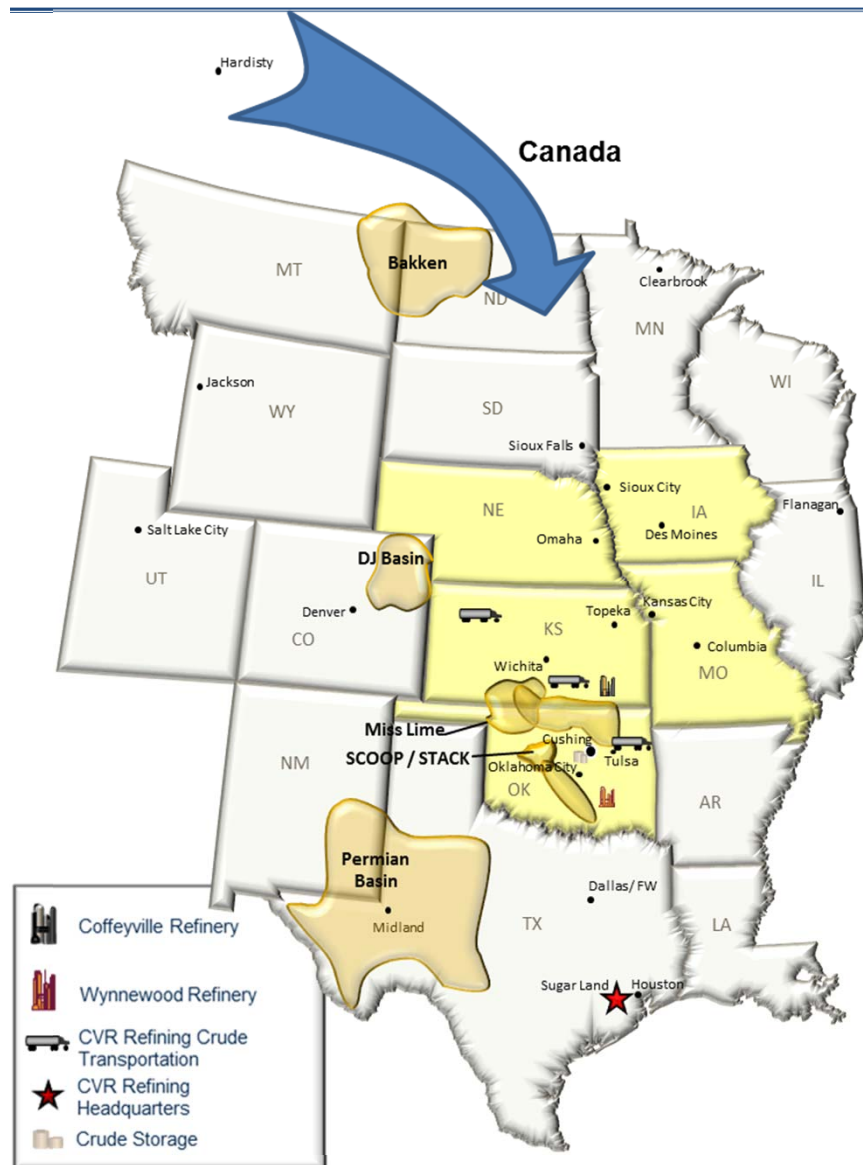 Hardisty
Canada
Bakken
MT
ND
Clearbrook
MN
WI
Jackson
WY
SD
Sioux Falls
Sioux City
NE
IA
Flanagan
Salt Lake City
Omaha
Des Moines
DJ Basin
UT
IL
Denver
CO
Topeka
Kansas City
KS
Columbia
Wichita
MO
Miss Lime
Cushing
SCOOP / STACK
Tulsa
NM
Oklahoma City
OK
AR
Permian
Basin
Dallas/ FW
Midland
TX
LA
Sugar Land
Houston
Coffeyville Refinery
Wynnewood Refinery
CVR Refining Crude
Transportation
CVR Refining
Headquarters
Crude Storage